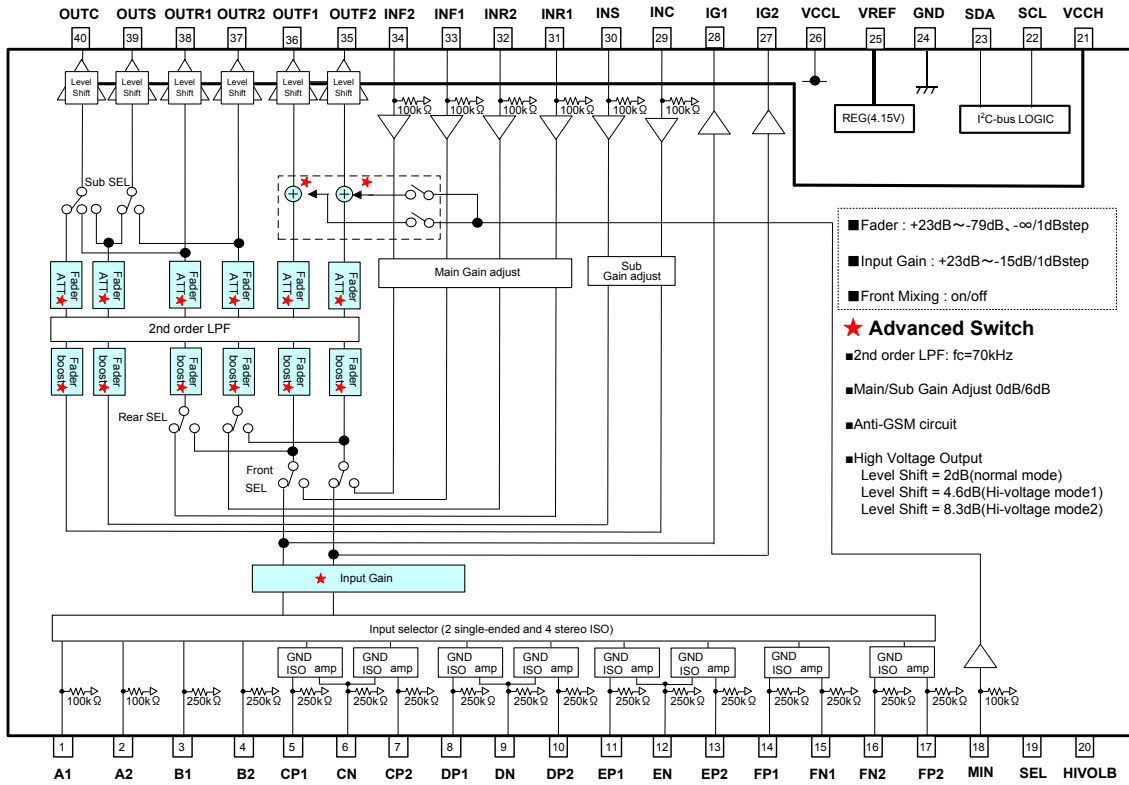 OUTC OUTS OUTR1 OUTR2 OUTF1 OUTF2 INF2 INF1 INR2 INR1 INS INC IG1 IG2 VCCL VREF GND SDA SCL VCCH
40 39 38 37 36 35 34 33 32 31 30 29 28 27 26 25 24 23 22 21
Level Shift
Level Shift
Level Shift
Level Shift
Level Shift
Level Shift
100kΩ 100kΩ 100kΩ 100kΩ 100kΩ 100kΩ
REG(4.15V)
I²C-bus LOGIC
Sub SEL
+ +
Main Gain adjust
Sub
Gain adjust
Fader ATT
Fader ATT
Fader ATT
Fader ATT
Fader ATT
Fader ATT
2nd order LPF
Fader boost
Fader boost
Fader boost
Fader boost
Fader boost
Fader boost
Rear SEL
Front
SEL
■Fader : +23dB～-79dB、-∞/1dBstep
■Input Gain : +23dB～-15dB/1dBstep
■Front Mixing : on/off
★ Advanced Switch
■2nd order LPF: fc=70kHz
■Main/Sub Gain Adjust 0dB/6dB
■Anti-GSM circuit
■High Voltage Output
Level Shift = 2dB(normal mode)
Level Shift = 4.6dB(Hi-voltage mode1)
Level Shift = 8.3dB(Hi-voltage mode2)
★ Input Gain
Input selector (2 single-ended and 4 stereo ISO)
GND ISO amp
GND ISO amp
GND ISO amp
GND ISO amp
GND ISO amp
GND ISO amp
GND ISO amp
GND ISO amp
100kΩ 100kΩ 250kΩ 250kΩ 250kΩ 250kΩ 250kΩ 250kΩ 250kΩ 250kΩ 250kΩ 250kΩ 250kΩ 250kΩ 250kΩ 250kΩ 250kΩ 100kΩ
1 2 3 4 5 6 7 8 9 10 11 12 13 14 15 16 17 18 19 20
A1 A2 B1 B2 CP1 CN CP2 DP1 DN DP2 EP1 EN EP2 FP1 FN1 FN2 FP2 MIN SEL HIVOLB